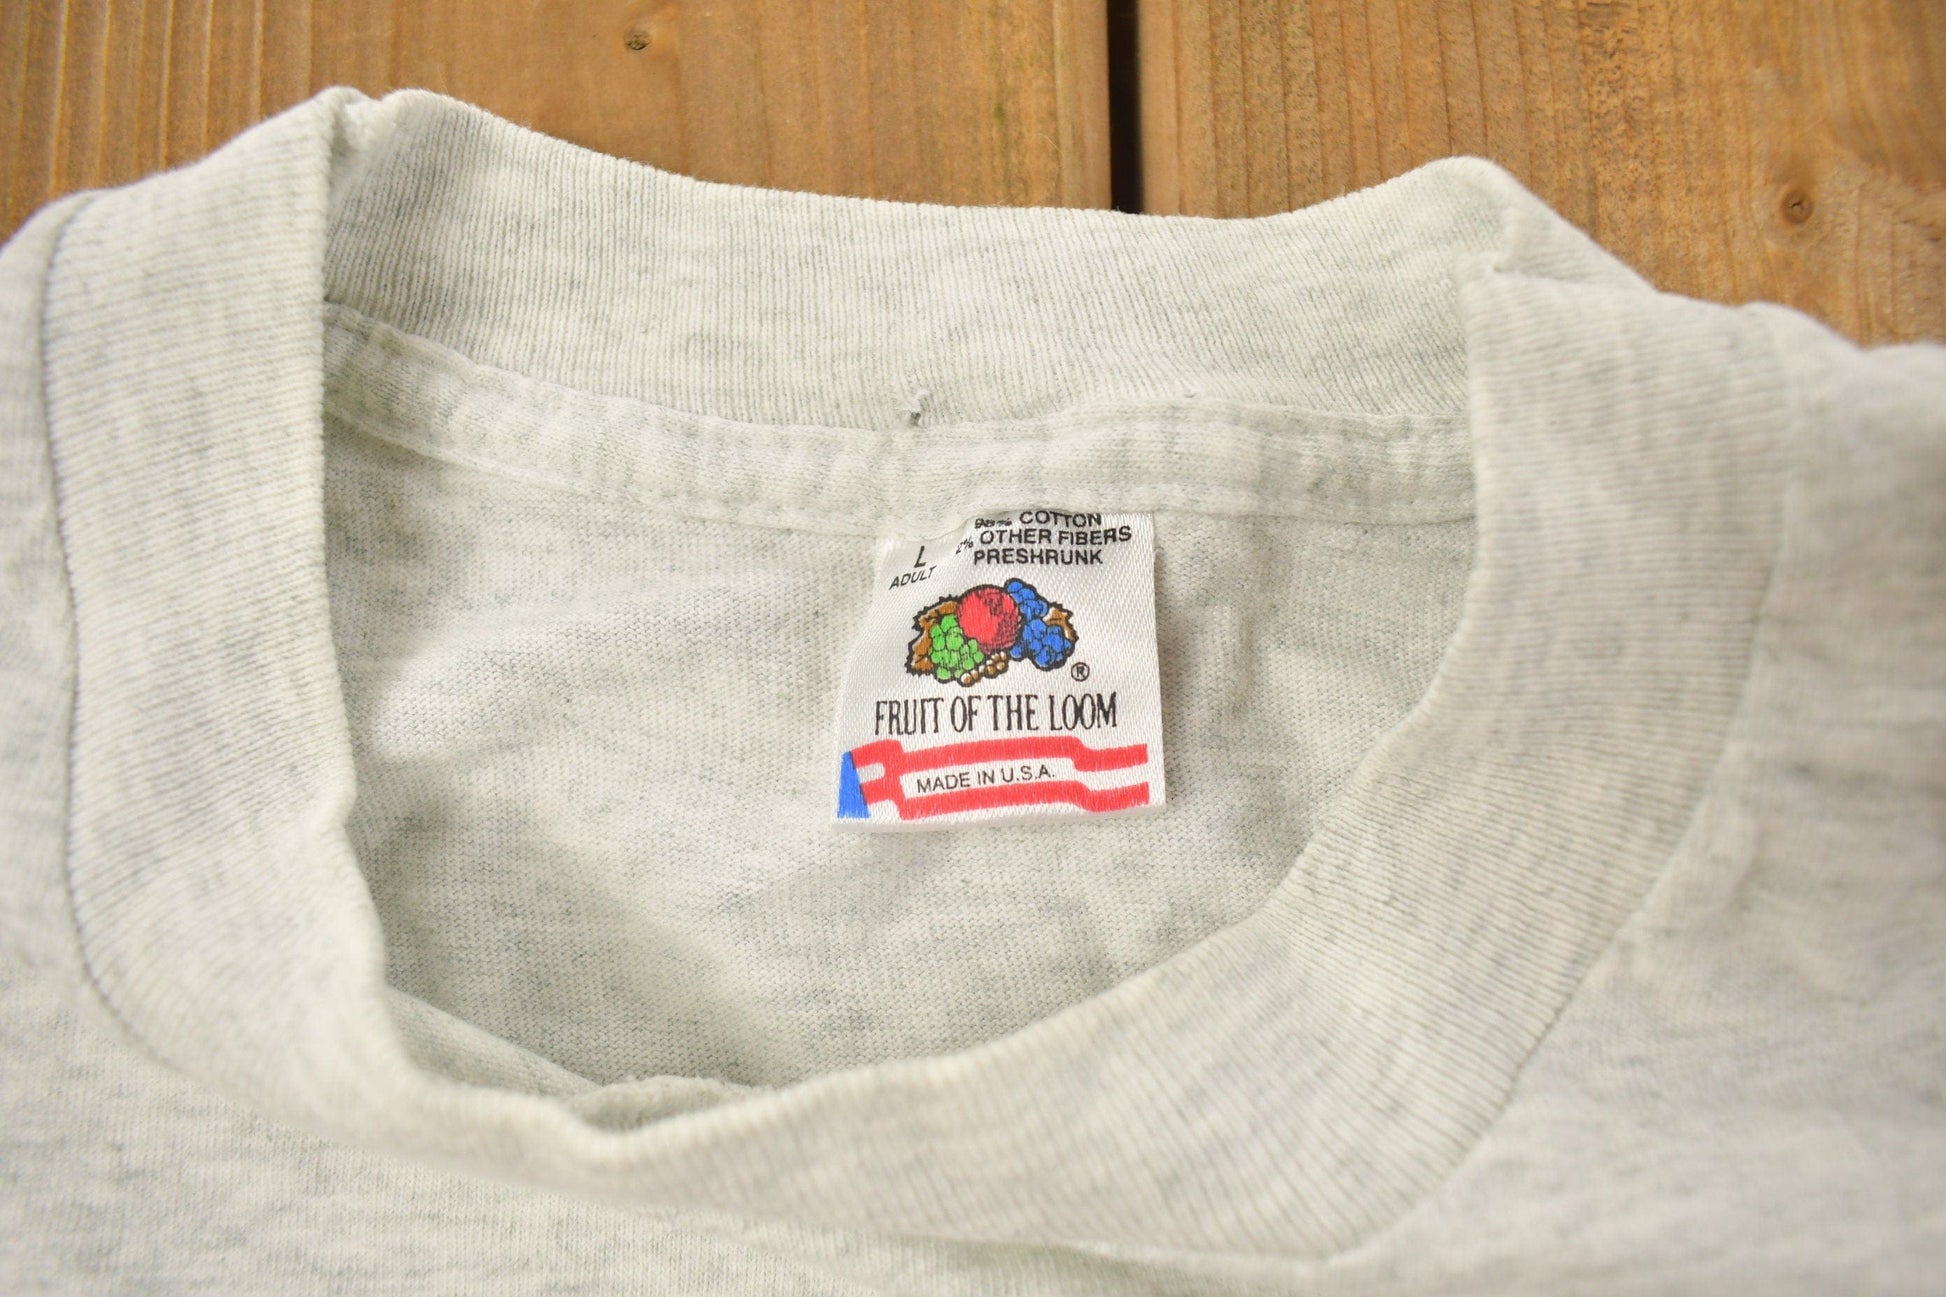 98% COTTON
2% OTHER FIBERS
PRESHRUNK
L
ADULT
®
FRUIT OF THE LOOM
MADE IN U.S.A.